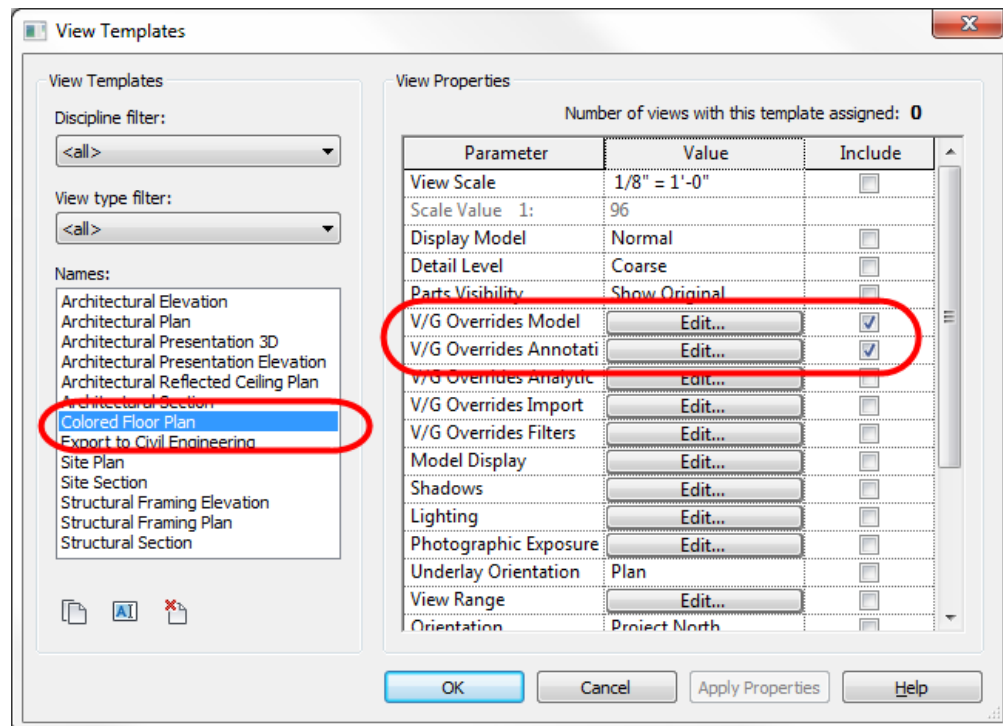 View Templates
View Templates
Discipline filter:
<all>
View type filter:
<all>
Names:
Architectural Elevation
Architectural Plan
Architectural Presentation 3D
Architectural Presentation Elevation
Architectural Reflected Ceiling Plan
Architectural Section
Colored Floor Plan
Export to Civil Engineering
Site Plan
Site Section
Structural Framing Elevation
Structural Framing Plan
Structural Section
View Properties
Number of views with this template assigned: 0
Parameter Value Include
View Scale 1/8" = 1'-0"
Scale Value 1: 96
Display Model Normal
Detail Level Coarse
Parts Visibility Show Original
V/G Overrides Model Edit...
V/G Overrides Annotati Edit...
V/G Overrides Analytic Edit...
V/G Overrides Import Edit...
V/G Overrides Filters Edit...
Model Display Edit...
Shadows Edit...
Lighting Edit...
Photographic Exposure Edit...
Underlay Orientation Plan
View Range Edit...
Orientation Project North
OK Cancel Apply Properties Help